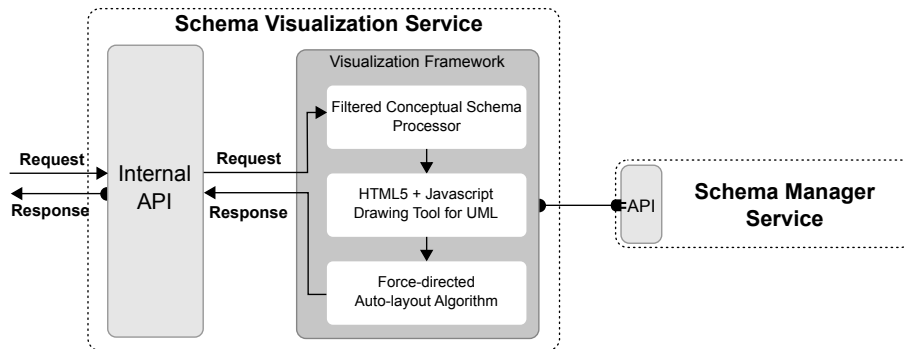 Schema Visualization Service
Visualization Framework
Filtered Conceptual Schema
Processor
Request
Request
Internal
API
Response
Response
HTML5 + Javascript
Drawing Tool for UML
API
Schema Manager
Service
Force-directed
Auto-layout Algorithm